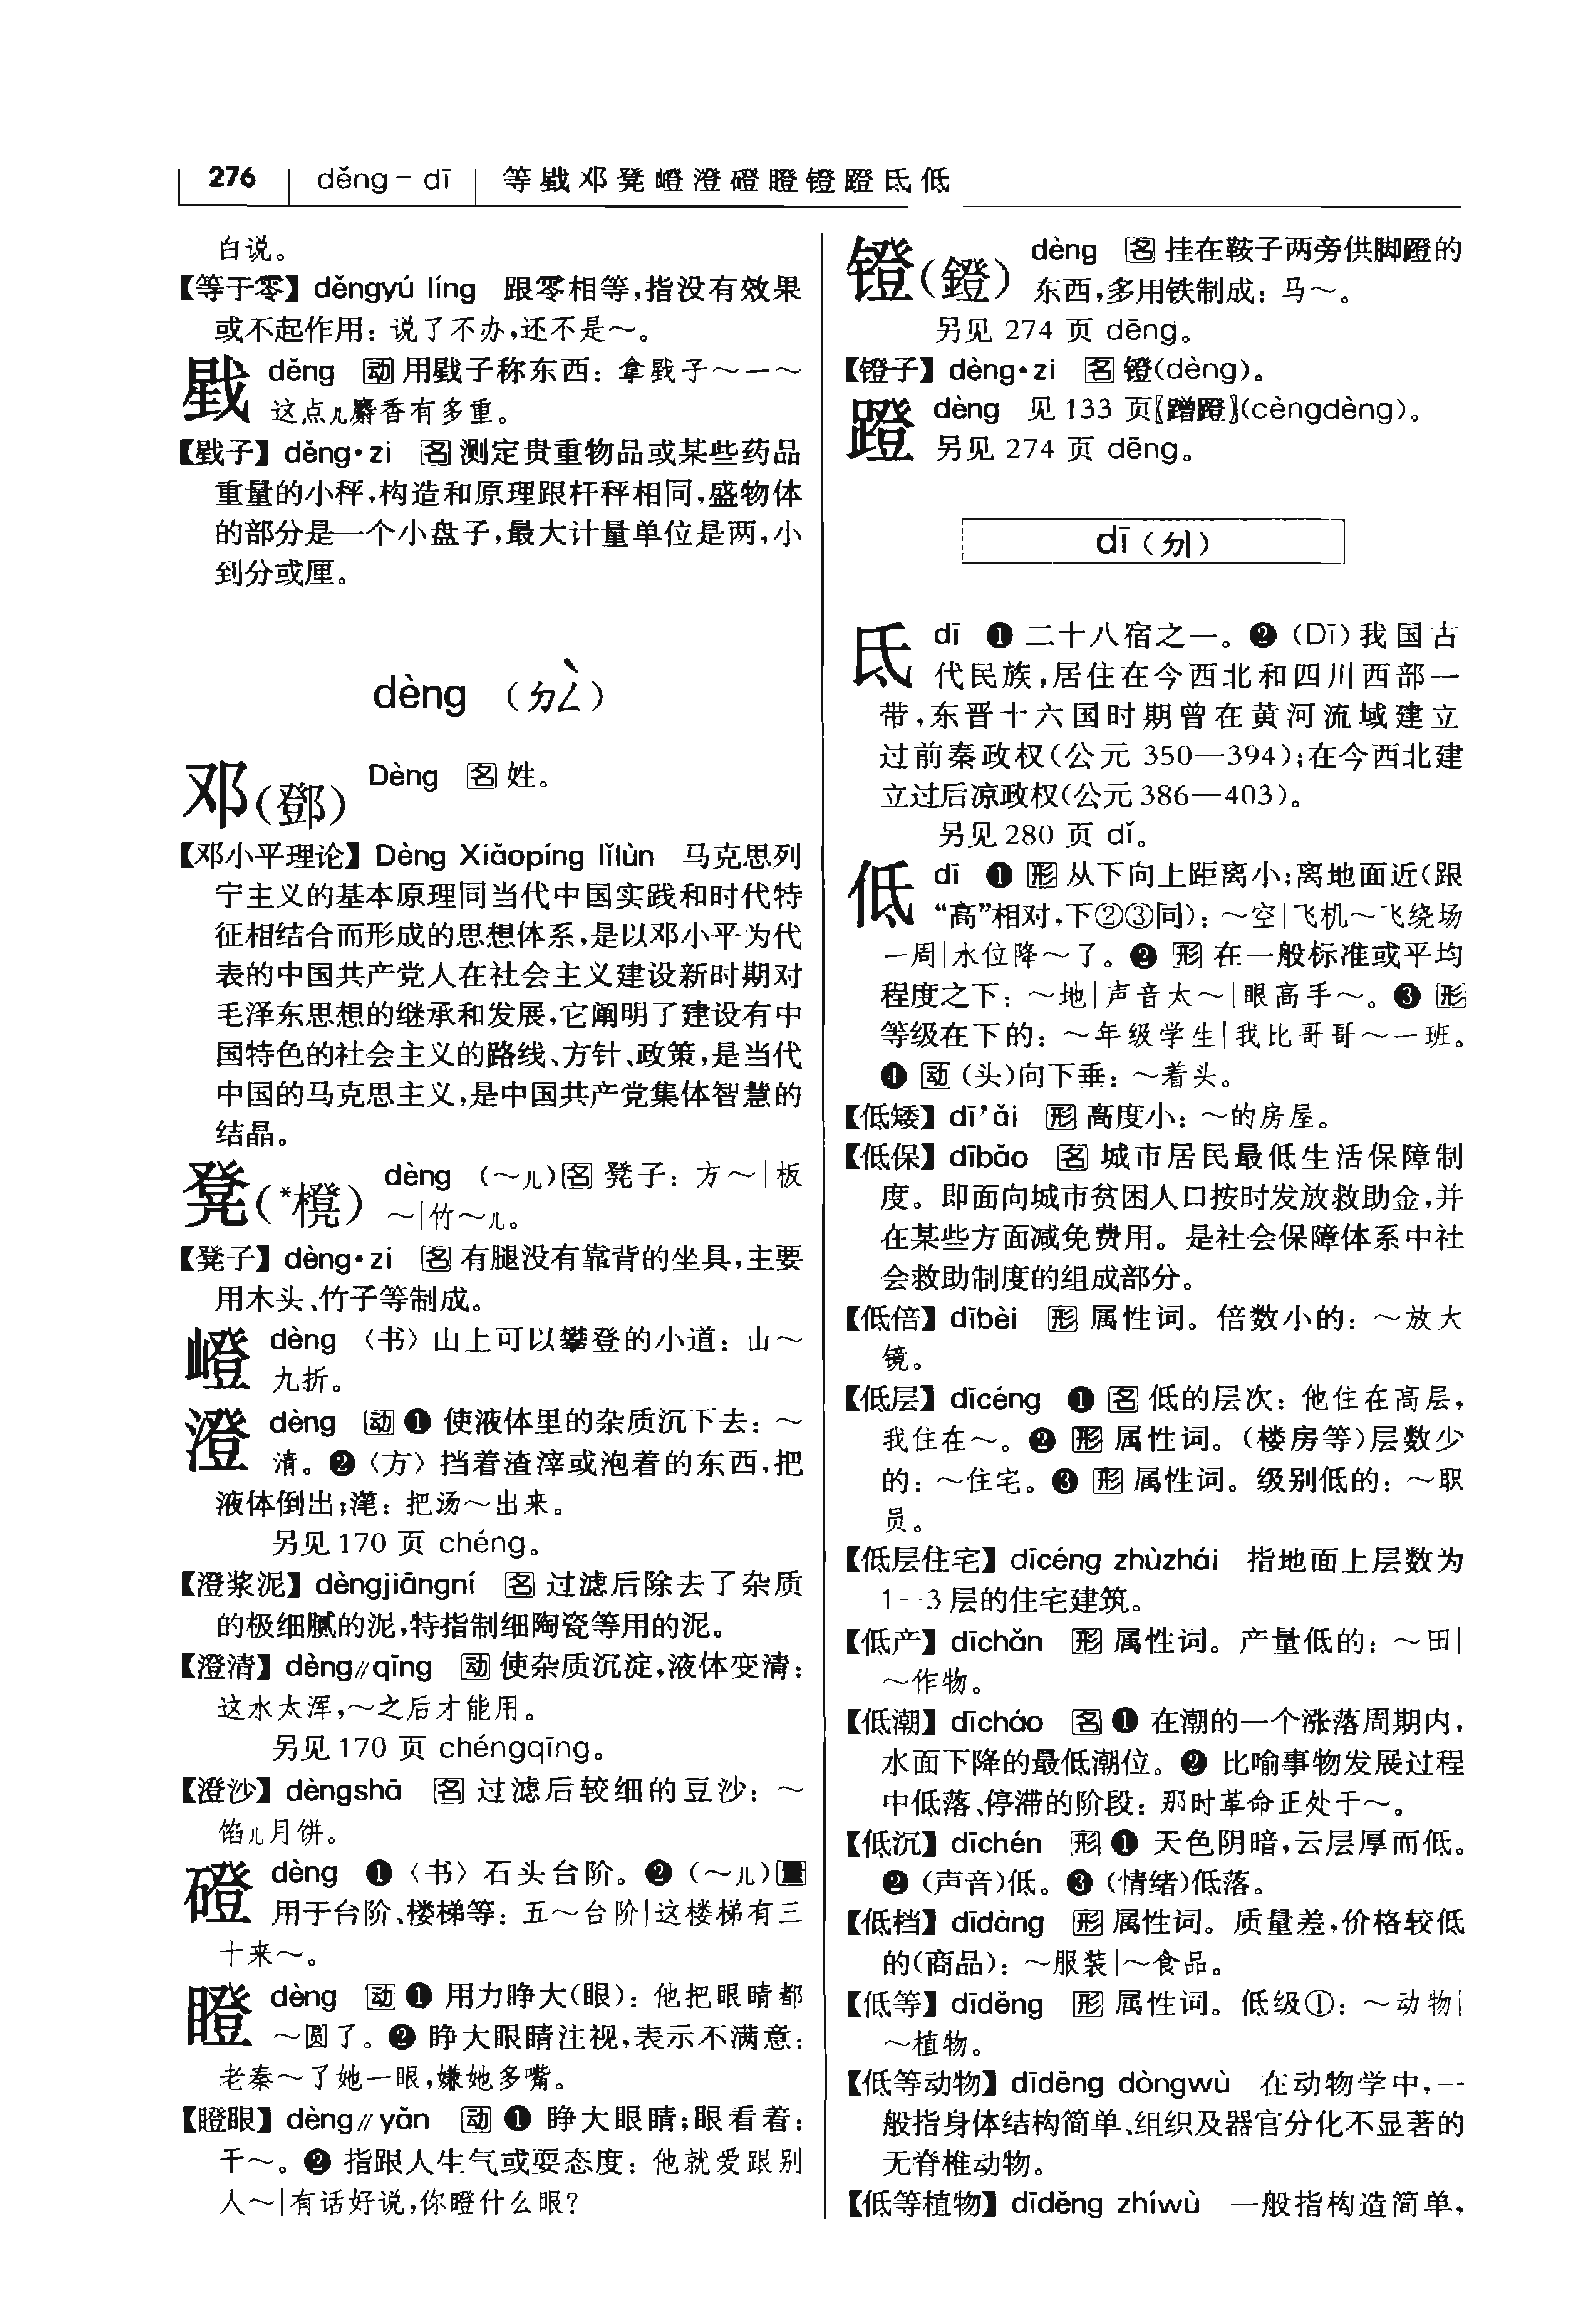 276 děng－dī 等戥邓凳嶝澄磴瞪镫蹬氐低
白说。
【等于零】děngyú líng 跟零相等,指没有效果
或不起作用：说了不办,还不是～。
戥 děng 动 用戥子称东西：拿戥子～一～
这点儿麝香有多重。
【戥子】děng·zi 名 测定贵重物品或某些药品
重量的小秤,构造和原理跟杆秤相同,盛物体
的部分是一个小盘子,最大计量单位是两,小
到分或厘。
dèng （ㄉㄥˋ）
邓(鄧) Dèng 名 姓。
【邓小平理论】Dèng Xiǎopíng lǐlùn 马克思列
宁主义的基本原理同当代中国实践和时代特
征相结合而形成的思想体系,是以邓小平为代
表的中国共产党人在社会主义建设新时期对
毛泽东思想的继承和发展,它阐明了建设有中
国特色的社会主义的路线、方针、政策,是当代
中国的马克思主义,是中国共产党集体智慧的
结晶。
凳(*櫈) dèng (～儿)名 凳子：方～|板
～|竹～儿。
【凳子】dèng·zi 名 有腿没有靠背的坐具,主要
用木头、竹子等制成。
嶝 dèng 〈书〉山上可以攀登的小道：山～
九折。
澄 dèng 动 ❶ 使液体里的杂质沉下去：～
清。❷〈方〉挡着渣滓或泡着的东西,把
液体倒出;滗：把汤～出来。
另见170 页 chéng。
【澄浆泥】dèngjiāngní 名 过滤后除去了杂质
的极细腻的泥,特指制细陶瓷等用的泥。
【澄清】dèng∥qīng 动 使杂质沉淀,液体变清：
这水太浑,～之后才能用。
另见170 页 chéngqīng。
【澄沙】dèngshā 名 过滤后较细的豆沙：～
馅儿月饼。
磴 dèng ❶〈书〉石头台阶。❷ (～儿)量
用于台阶、楼梯等：五～台阶|这楼梯有三
十来～。
瞪 dèng 动 ❶ 用力睁大(眼)：他把眼睛都
～圆了。❷ 睁大眼睛注视,表示不满意：
老秦～了她一眼,嫌她多嘴。
【瞪眼】dèng∥yǎn 动 ❶ 睁大眼睛;眼看着：
干～。❷ 指跟人生气或耍态度：他就爱跟别
人～|有话好说,你瞪什么眼?
镫(鐙) dèng 名 挂在鞍子两旁供脚蹬的
东西,多用铁制成：马～。
另见 274 页 dēng。
【镫子】dèng·zi 名 镫(dèng)。
蹬 dèng 见133 页〖蹭蹬〗(cèngdèng)。
另见 274 页 dēng。
dī（ㄉㄧ）
氐 dī ❶ 二十八宿之一。❷ (Dī)我国古
代民族,居住在今西北和四川西部一
带,东晋十六国时期曾在黄河流域建立
过前秦政权(公元 350—394);在今西北建
立过后凉政权(公元386—403)。
另见280 页 dǐ。
低 dī ❶ 形 从下向上距离小;离地面近(跟
“高”相对,下②③同)：～空|飞机～飞绕场
一周|水位降～了。❷ 形 在一般标准或平均
程度之下：～地|声音太～|眼高手～。❸ 形
等级在下的：～年级学生|我比哥哥～一班。
❹ 动 (头)向下垂：～着头。
【低矮】dī’ǎi 形 高度小：～的房屋。
【低保】dībǎo 名 城市居民最低生活保障制
度。即面向城市贫困人口按时发放救助金,并
在某些方面减免费用。是社会保障体系中社
会救助制度的组成部分。
【低倍】dībèi 形 属性词。倍数小的：～放大
镜。
【低层】dīcéng ❶ 名 低的层次：他住在高层,
我住在～。❷ 形 属性词。(楼房等)层数少
的：～住宅。❸ 形 属性词。级别低的：～职
员。
【低层住宅】dīcéng zhùzhái 指地面上层数为
1—3 层的住宅建筑。
【低产】dīchǎn 形 属性词。产量低的：～田|
～作物。
【低潮】dīcháo 名 ❶ 在潮的一个涨落周期内,
水面下降的最低潮位。❷ 比喻事物发展过程
中低落、停滞的阶段：那时革命正处于～。
【低沉】dīchén 形 ❶ 天色阴暗,云层厚而低。
❷ (声音)低。❸ (情绪)低落。
【低档】dīdàng 形 属性词。质量差,价格较低
的(商品)：～服装|～食品。
【低等】dīděng 形 属性词。低级①：～动物|
～植物。
【低等动物】dīděng dòngwù 在动物学中,一
般指身体结构简单、组织及器官分化不显著的
无脊椎动物。
【低等植物】dīděng zhíwù 一般指构造简单,